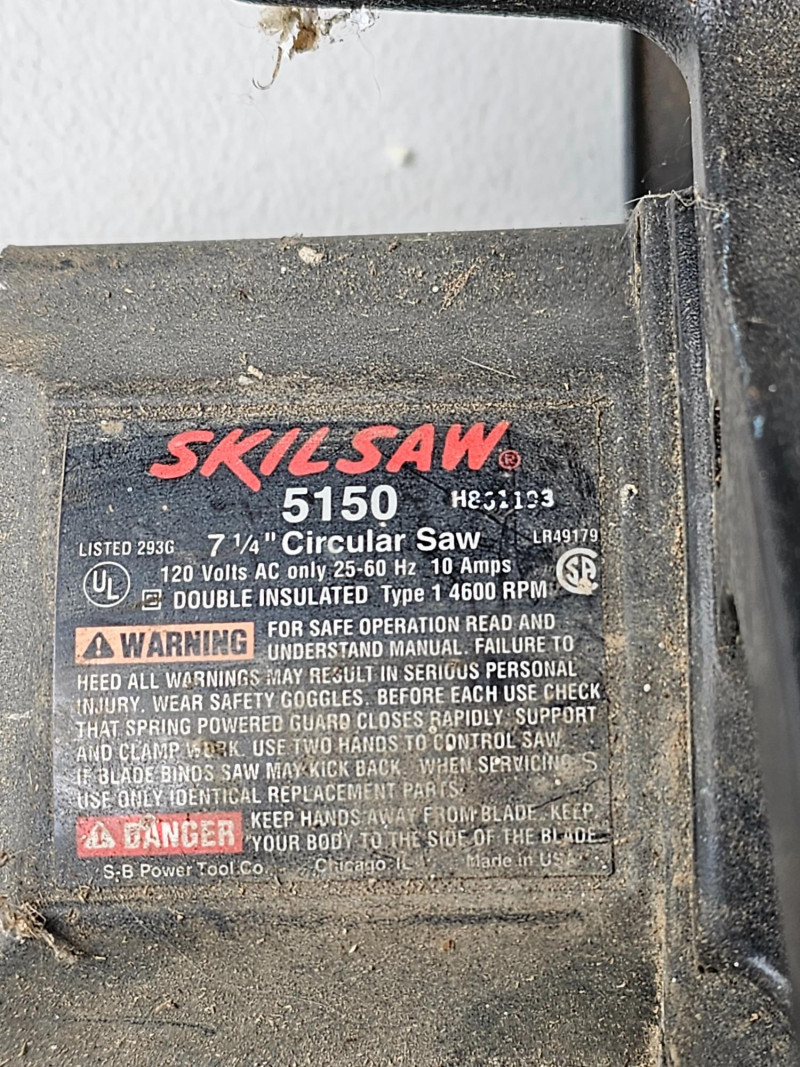 SKILSAW®
5150
LISTED 293G 7 1/4" Circular Saw LR49179
UL 120 Volts AC only 25-60 Hz 10 Amps SA
DOUBLE INSULATED Type 1 4600 RPM
WARNING FOR SAFE OPERATION READ AND
UNDERSTAND MANUAL. FAILURE TO
HEED ALL WARNINGS MAY RESULT IN SERIOUS PERSONAL
INJURY. WEAR SAFETY GOGGLES. BEFORE EACH USE CHECK
THAT SPRING POWERED GUARD CLOSES RAPIDLY. SUPPORT
AND CLAMP WORK. USE TWO HANDS TO CONTROL SAW.
IF BLADE BINDS SAW MAY KICK BACK. WHEN SERVICING
USE ONLY IDENTICAL REPLACEMENT PARTS.
DANGER KEEP HANDS AWAY FROM BLADE. KEEP
YOUR BODY TO THE SIDE OF THE BLADE
S-B Power Tool Co. Chicago IL Made in USA